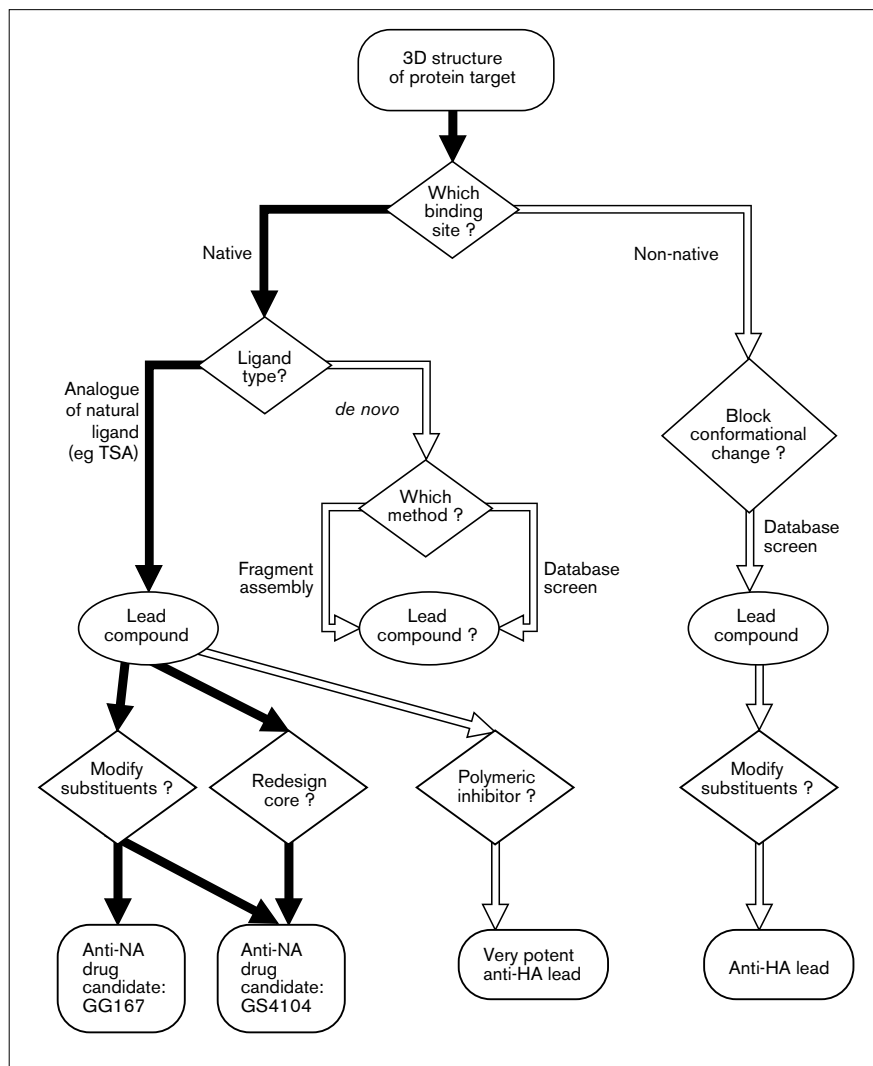 3D structure
of protein target
Which
binding
site ?
Native
Non-native
Ligand
type?
Analogue
of natural
ligand
(eg TSA)
de novo
Block
conformational
change ?
Which
method ?
Database
screen
Fragment
assembly
Database
screen
Lead
compound
Lead
compound ?
Lead
compound
Modify
substituents ?
Redesign
core ?
Polymeric
inhibitor ?
Modify
substituents ?
Anti-NA
drug
candidate:
GG167
Anti-NA
drug
candidate:
GS4104
Very potent
anti-HA lead
Anti-HA lead